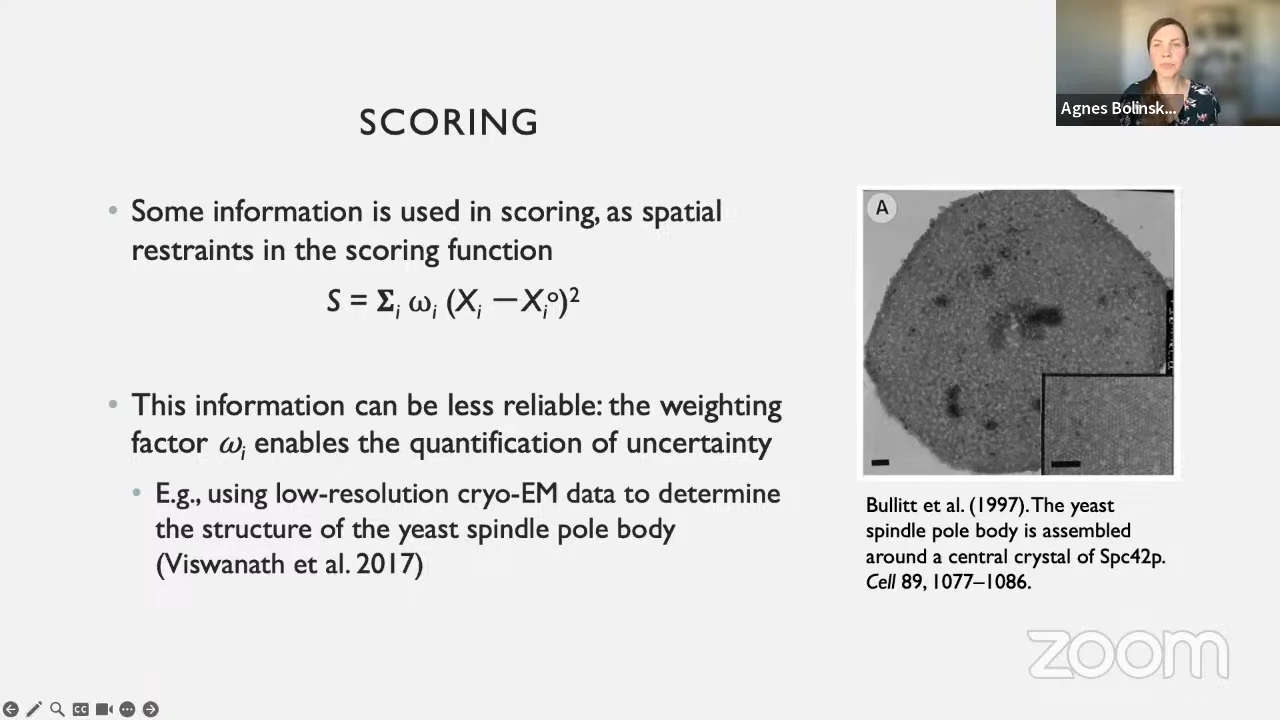 Agnes Bolinsk...
SCORING
Some information is used in scoring, as spatial
restraints in the scoring function
S = Σᵢ ωᵢ (Xᵢ —Xᵢᵒ)²
This information can be less reliable: the weighting
factor ωᵢ enables the quantification of uncertainty
E.g., using low-resolution cryo-EM data to determine
the structure of the yeast spindle pole body
(Viswanath et al. 2017)
A
Bullitt et al. (1997). The yeast
spindle pole body is assembled
around a central crystal of Spc42p.
Cell 89, 1077–1086.
zoom
CC